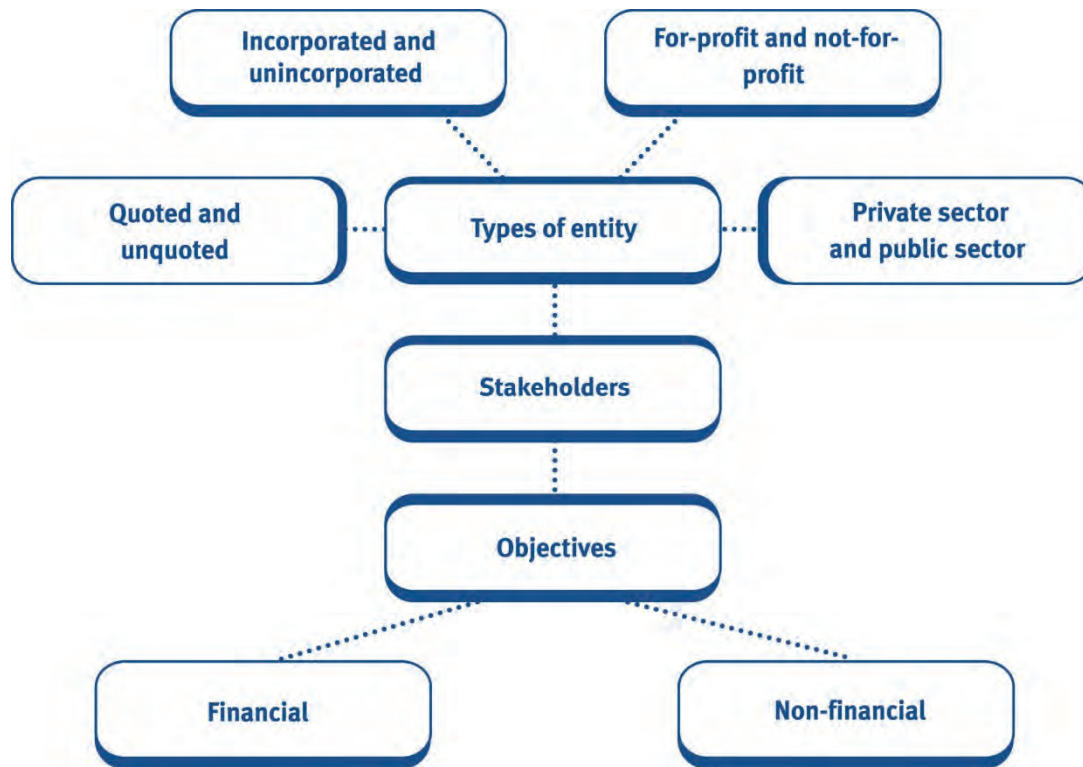 Incorporated and
unincorporated
For-profit and not-for-
profit
Quoted and
unquoted
Types of entity
Private sector
and public sector
Stakeholders
Objectives
Financial
Non-financial